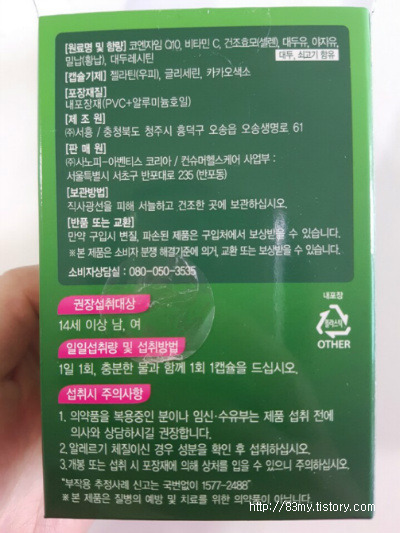 [원료명 및 함량] 코엔자임 Q10, 비타민 C, 건조효모(셀렌), 대두유, 야자유,
밀납(황납), 대두레시틴
대두, 쇠고기 함유
[캡슐기제] 젤라틴(우피), 글리세린, 카카오색소
[포장재질]
내포장재(PVC+알루미늄호일)
[제 조 원]
㈜서흥 / 충청북도 청주시 흥덕구 오송읍 오송생명로 61
[판 매 원]
㈜사노피-아벤티스 코리아 / 컨슈머헬스케어 사업부 :
서울특별시 서초구 반포대로 235 (반포동)
[보관방법]
직사광선을 피해 서늘하고 건조한 곳에 보관하십시오.
[반품 또는 교환]
만약 구입시 변질, 파손된 제품은 구입처에서 보상받을 수 있습니다.
※ 본 제품은 소비자 분쟁 해결기준에 의거, 교환 또는 보상받을 수 있습니다.
소비자상담실 : 080-050-3535
권장섭취대상
14세 이상 남, 여
내포장
플라스틱
OTHER
일일섭취량 및 섭취방법
1일 1회, 충분한 물과 함께 1회 1캡슐을 드십시오.
섭취시 주의사항
1. 의약품을 복용중인 분이나 임신·수유부는 제품 섭취 전에
의사와 상담하시길 권장합니다.
2.알레르기 체질이신 경우 성분을 확인 후 섭취하십시오.
3.개봉 또는 섭취 시 포장재에 의해 상처를 입을 수 있으니 주의하십시오.
"부작용 추정사례 신고는 국번없이 1577-2488"
※ 본 제품은 질병의 예방 및 치료를 위한 의약품이 아닙니다.
http://83my.tistory.com